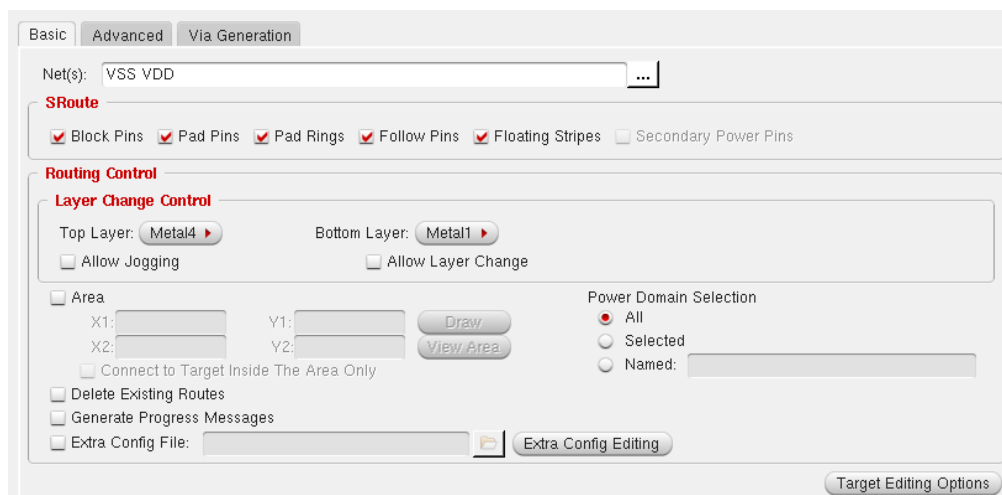 Basic Advanced Via Generation
Net(s): VSS VDD ...
SRoute
Block Pins Pad Pins Pad Rings Follow Pins Floating Stripes Secondary Power Pins
Routing Control
Layer Change Control
Top Layer: Metal4 Bottom Layer: Metal1
Allow Jogging Allow Layer Change
Area Power Domain Selection
X1: Y1: Draw All
X2: Y2: View Area Selected
Connect to Target Inside The Area Only Named:
Delete Existing Routes
Generate Progress Messages
Extra Config File: Extra Config Editing
Target Editing Options